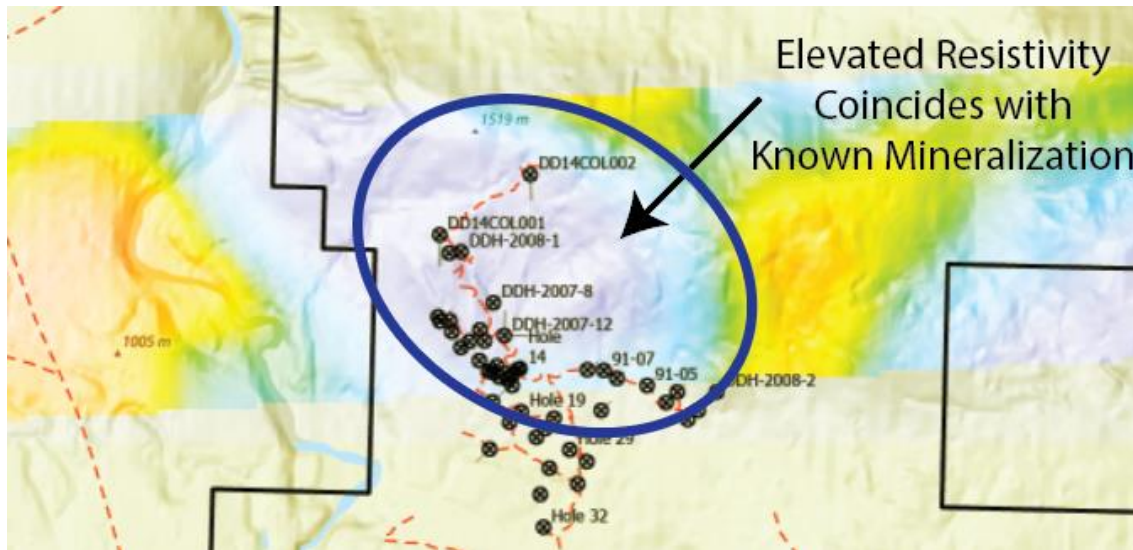 Elevated Resistivity
Coincides with
Known Mineralization
1519 m
DD14COL002
DD14COL001
DDH-2008-1
DDH-2007-8
DDH-2007-12
Hole
1005 m
14
91-07
91-05
DDH-2008-2
Hole 19
Hole 29
Hole 32